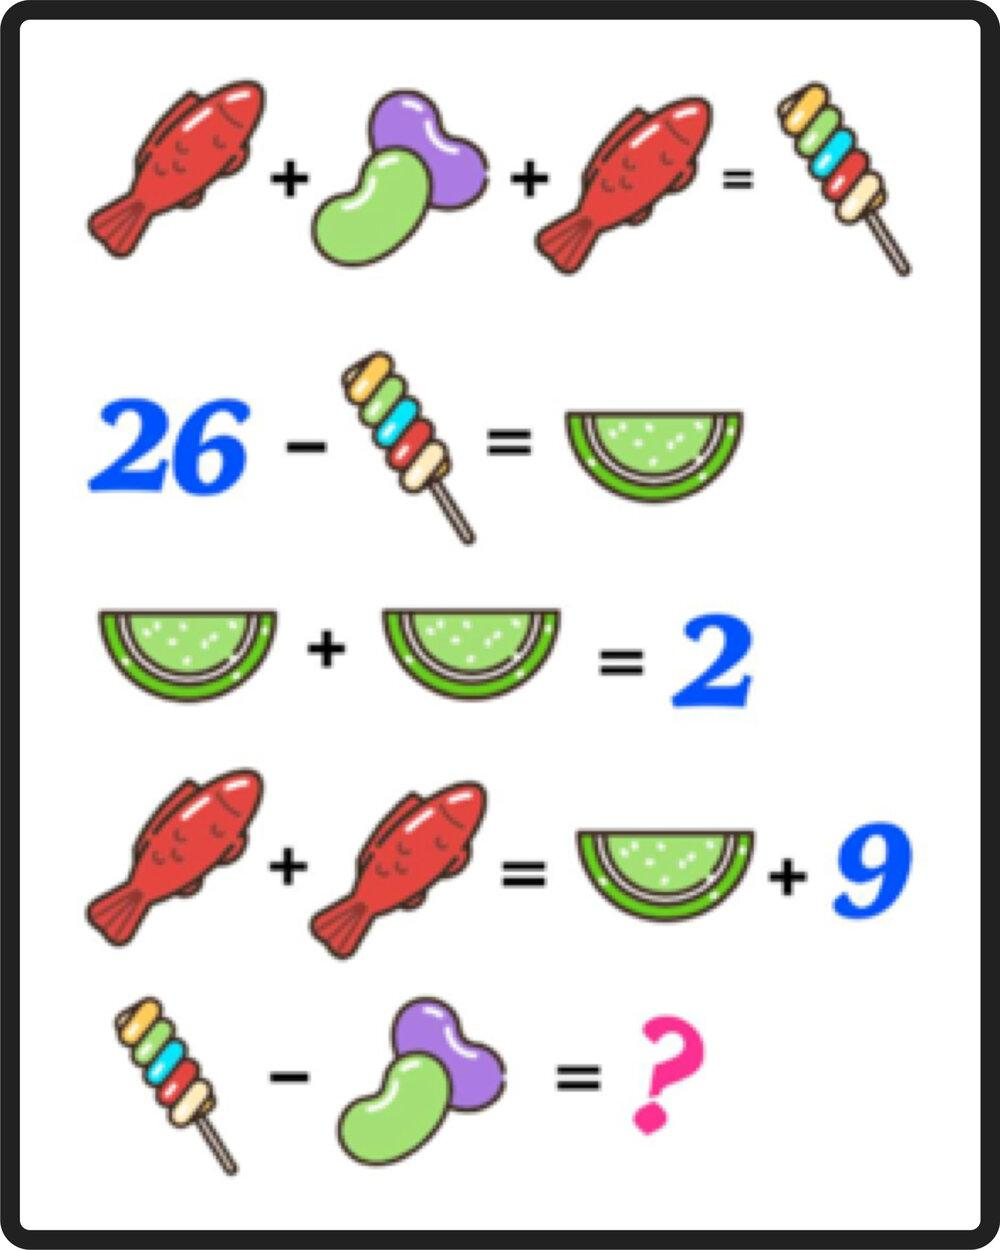 + + =
26 - =
+ = 2
+ = + 9
- = ?